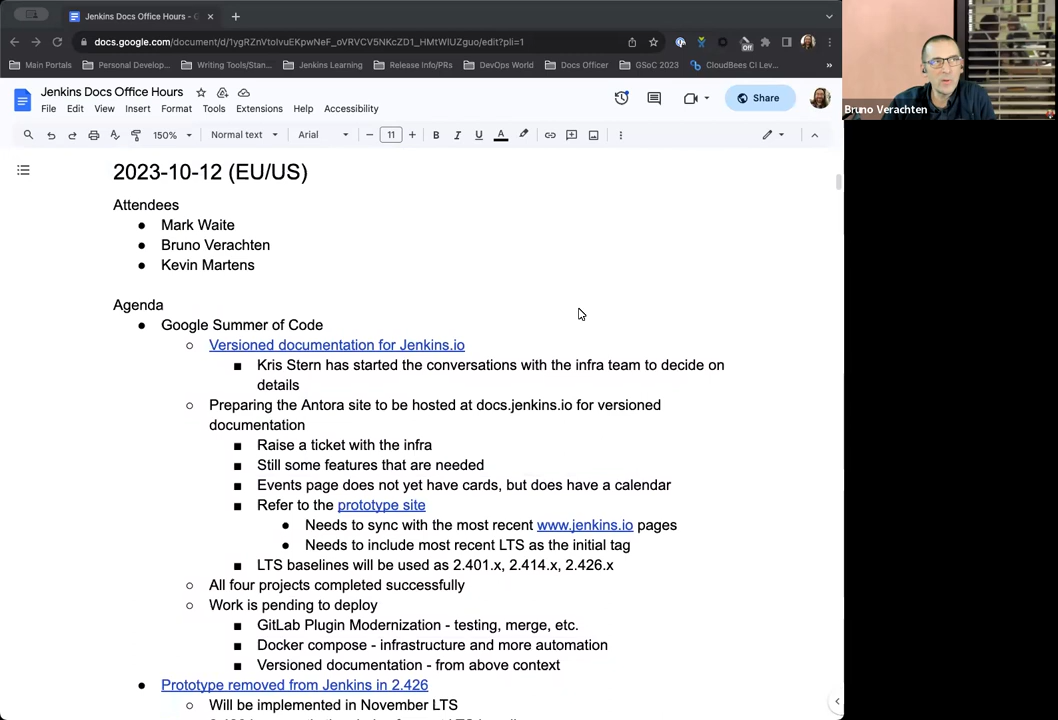 Jenkins Docs Office Hours -
docs.google.com/document/d/1ygRZnVtoIvuEKpwNeF_oVRVCV5NKcZD1_HMtWlUZguo/edit?pli=1
Off
Main Portals
Personal Develop...
Writing Tools/Stan...
Jenkins Learning
Release Info/PRs
DevOps World
Docs Officer
GSoC 2023
CloudBees CI Lev...
Jenkins Docs Office Hours
File Edit View Insert Format Tools Extensions Help Accessibility
Share
Bruno Verachten
150% Normal text Arial 11
2023-10-12 (EU/US)
Attendees
Mark Waite
Bruno Verachten
Kevin Martens
Agenda
Google Summer of Code
Versioned documentation for Jenkins.io
Kris Stern has started the conversations with the infra team to decide on
details
Preparing the Antora site to be hosted at docs.jenkins.io for versioned
documentation
Raise a ticket with the infra
Still some features that are needed
Events page does not yet have cards, but does have a calendar
Refer to the prototype site
Needs to sync with the most recent www.jenkins.io pages
Needs to include most recent LTS as the initial tag
LTS baselines will be used as 2.401.x, 2.414.x, 2.426.x
All four projects completed successfully
Work is pending to deploy
GitLab Plugin Modernization - testing, merge, etc.
Docker compose - infrastructure and more automation
Versioned documentation - from above context
Prototype removed from Jenkins in 2.426
Will be implemented in November LTS